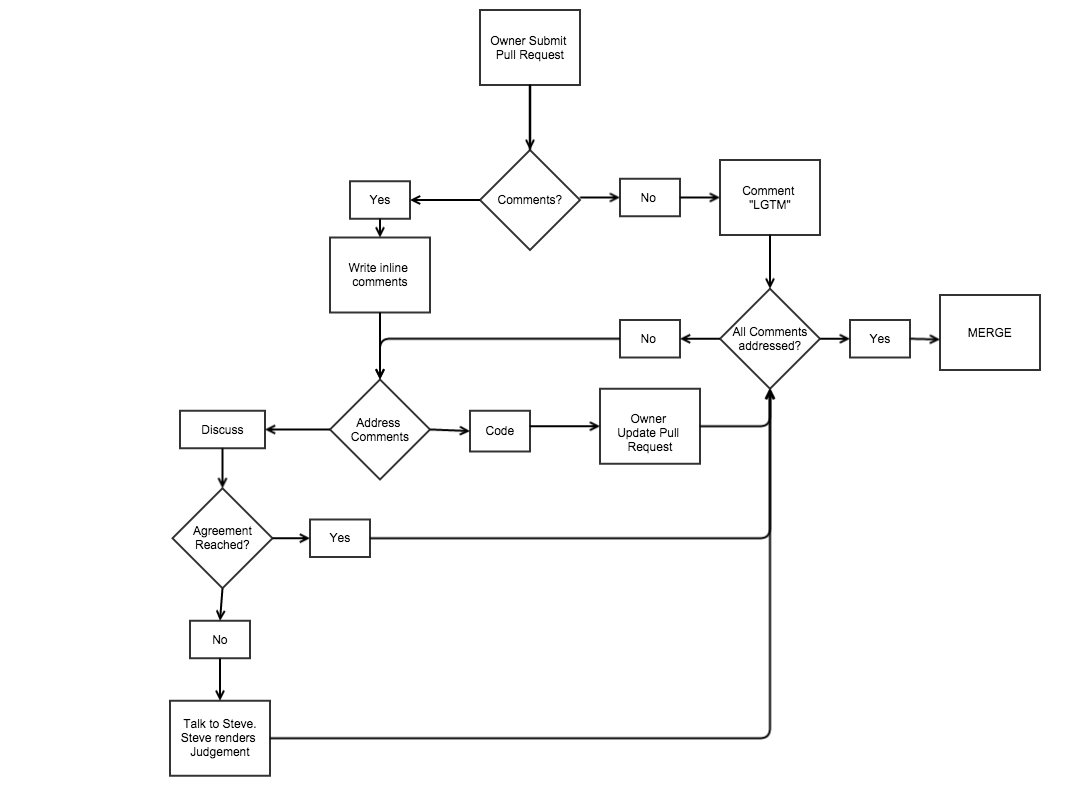 Owner Submit
Pull Request
Comments?
Yes
No
Comment
"LGTM"
Write inline
comments
All Comments
addressed?
No
Yes
MERGE
Address
Comments
Discuss
Code
Owner
Update Pull
Request
Agreement
Reached?
Yes
No
Talk to Steve.
Steve renders
Judgement